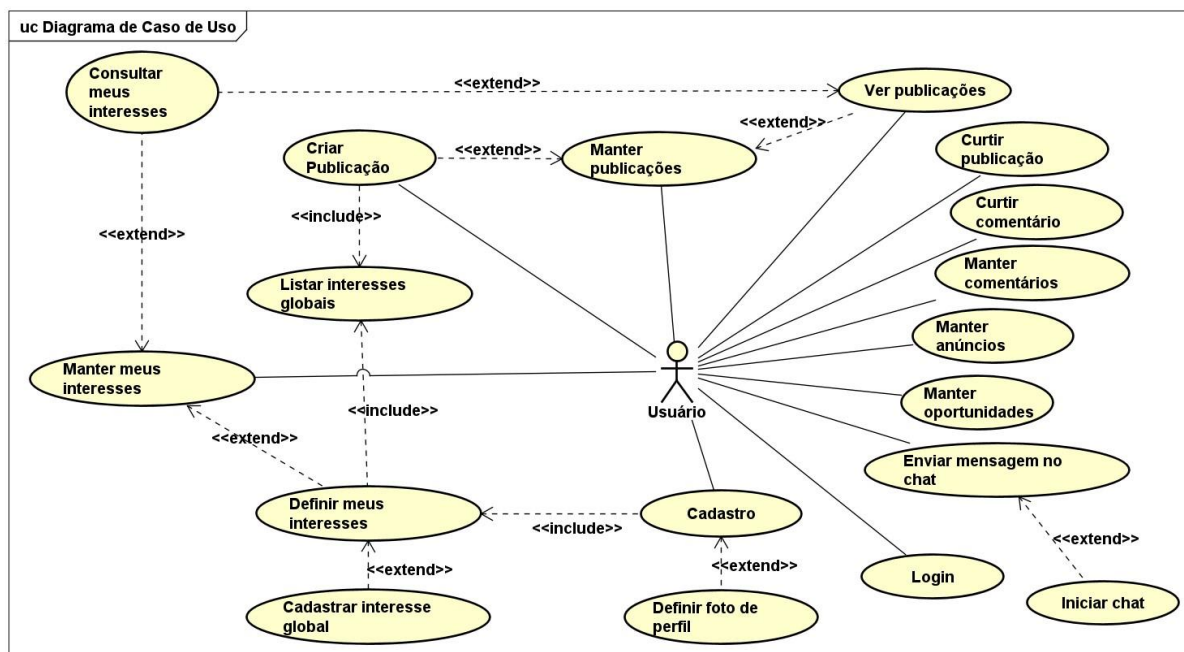 uc Diagrama de Caso de Uso
Consultar
meus
interesses
<<extend>>
Ver publicações
<<extend>>
Criar
Publicação
<<extend>>
Manter
publicações
Curtir
publicação
<<include>>
<<extend>>
Curtir
comentário
Listar interesses
globais
Manter
comentários
Manter
anúncios
Manter meus
interesses
Usuário
Manter
oportunidades
<<include>>
<<extend>>
Enviar mensagem no
chat
Definir meus
interesses
<<include>>
Cadastro
<<extend>>
<<extend>>
<<extend>>
Login
Cadastrar interesse
global
Definir foto de
perfil
Iniciar chat